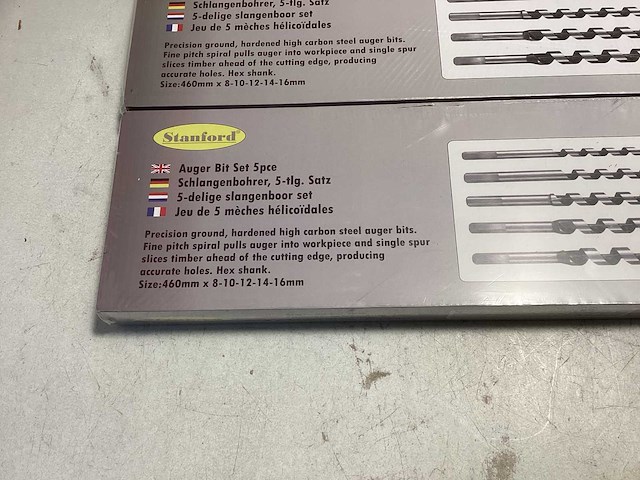 Schlangenbohrer, 5-tlg. Satz
5-delige slangenboor set
Jeu de 5 mèches hélicoïdales
Precision ground, hardened high carbon steel auger bits.
Fine pitch spiral pulls auger into workpiece and single spur
slices timber ahead of the cutting edge, producing
accurate holes. Hex shank.
Size:460mm x 8-10-12-14-16mm
Stanford®
Auger Bit Set 5pce
Schlangenbohrer, 5-tlg. Satz
5-delige slangenboor set
Jeu de 5 mèches hélicoïdales
Precision ground, hardened high carbon steel auger bits.
Fine pitch spiral pulls auger into workpiece and single spur
slices timber ahead of the cutting edge, producing
accurate holes. Hex shank.
Size:460mm x 8-10-12-14-16mm